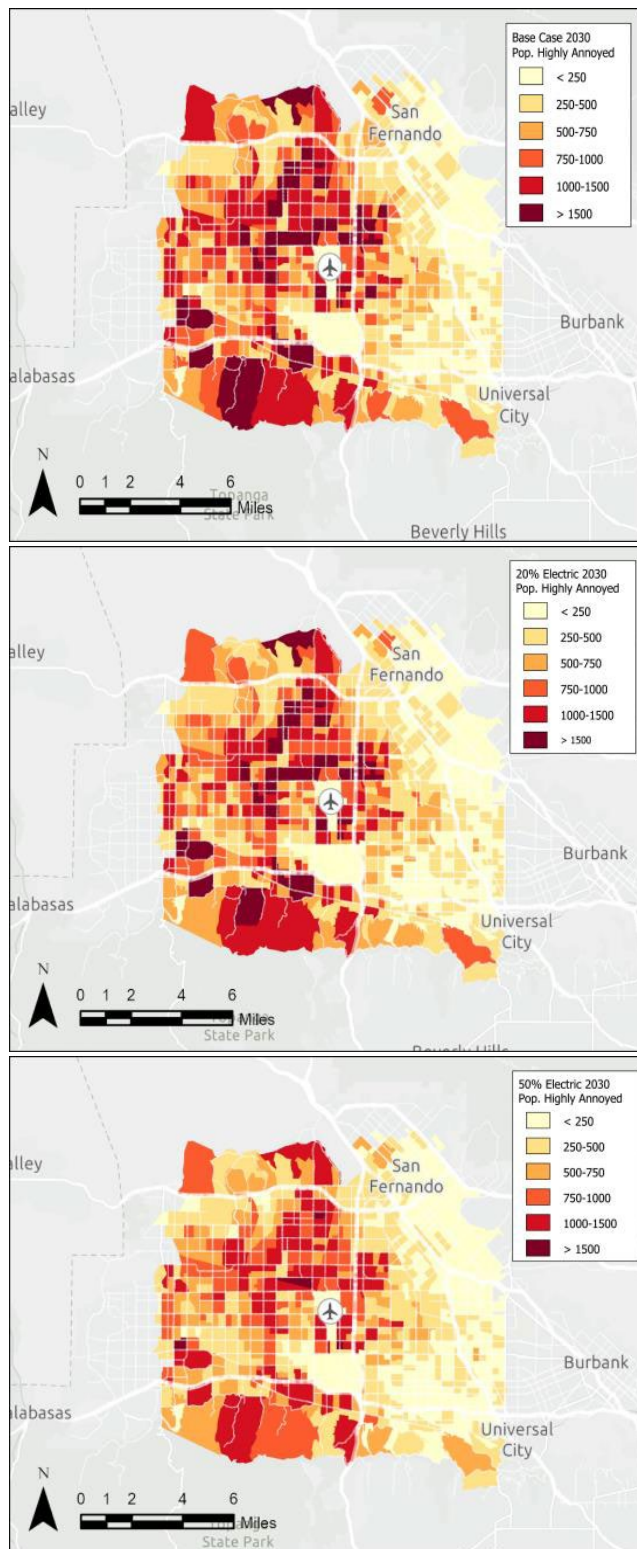 Base Case 2030
Pop. Highly Annoyed
< 250
250-500
500-750
750-1000
1000-1500
> 1500
alley
San
Fernando
Burbank
alabasas
Universal
City
N
0 1 2 4 6
Miles
Topanga
State Park
Beverly Hills
20% Electric 2030
Pop. Highly Annoyed
< 250
250-500
500-750
750-1000
1000-1500
> 1500
alley
San
Fernando
Burbank
alabasas
Universal
City
N
0 1 2 4 6
Miles
State Park
Beverly Hills
50% Electric 2030
Pop. Highly Annoyed
< 250
250-500
500-750
750-1000
1000-1500
> 1500
alley
San
Fernando
Burbank
alabasas
Universal
City
N
0 1 2 4 6
Miles
State Park